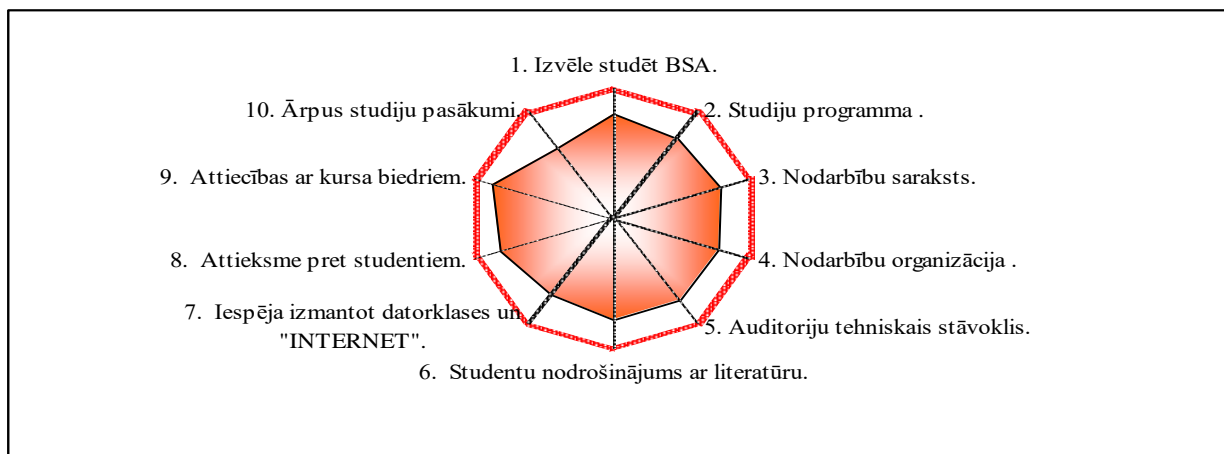 1. Izvēle studēt BSA.
2. Studiju programma .
3. Nodarbību saraksts.
4. Nodarbību organizācija .
5. Auditoriju tehniskais stāvoklis.
6. Studentu nodrošinājums ar literatūru.
7. Iespēja izmantot datorklases un
"INTERNET".
8. Attieksme pret studentiem.
9. Attiecības ar kursa biedriem.
10. Ārpus studiju pasākumi.